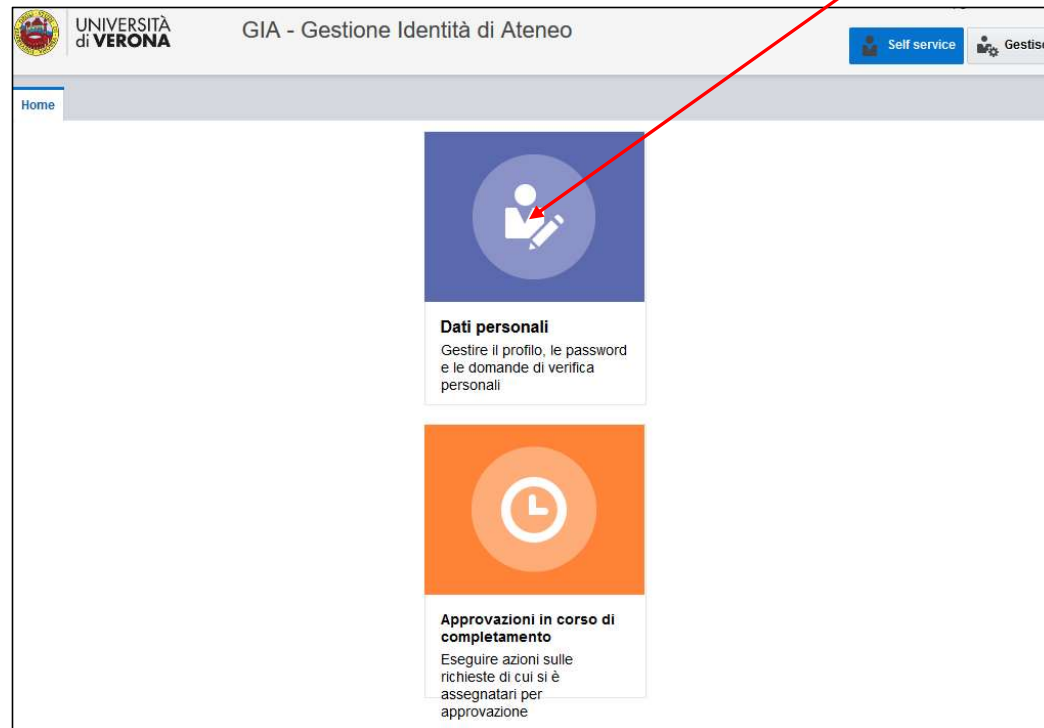 UNIVERSITÀ
di VERONA
GIA - Gestione Identità di Ateneo
Self service
Home
Dati personali
Gestire il profilo, le password
e le domande di verifica
personali
Approvazioni in corso di
completamento
Eseguire azioni sulle
richieste di cui si è
assegnatari per
approvazione